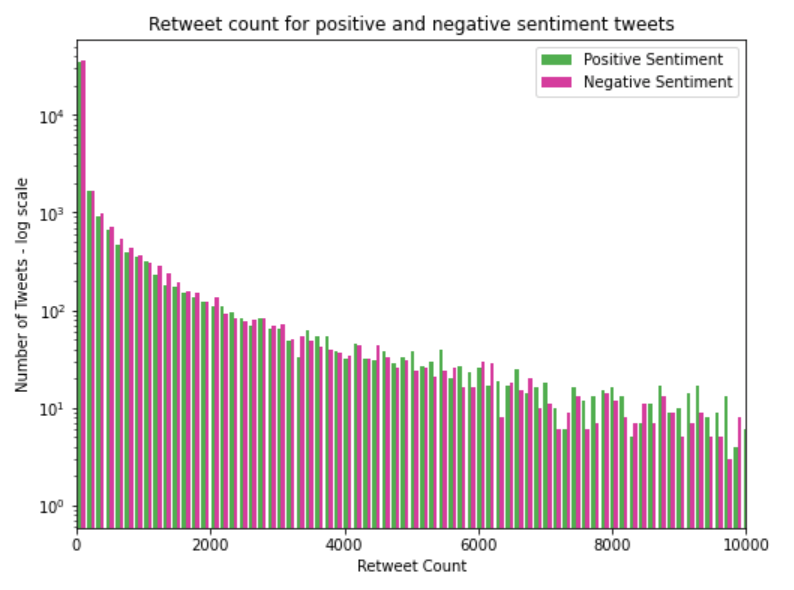 Retweet count for positive and negative sentiment tweets
Positive Sentiment
Negative Sentiment
Number of Tweets - log scale
10⁴
10³
10²
10¹
10⁰
0 2000 4000 6000 8000 10000
Retweet Count